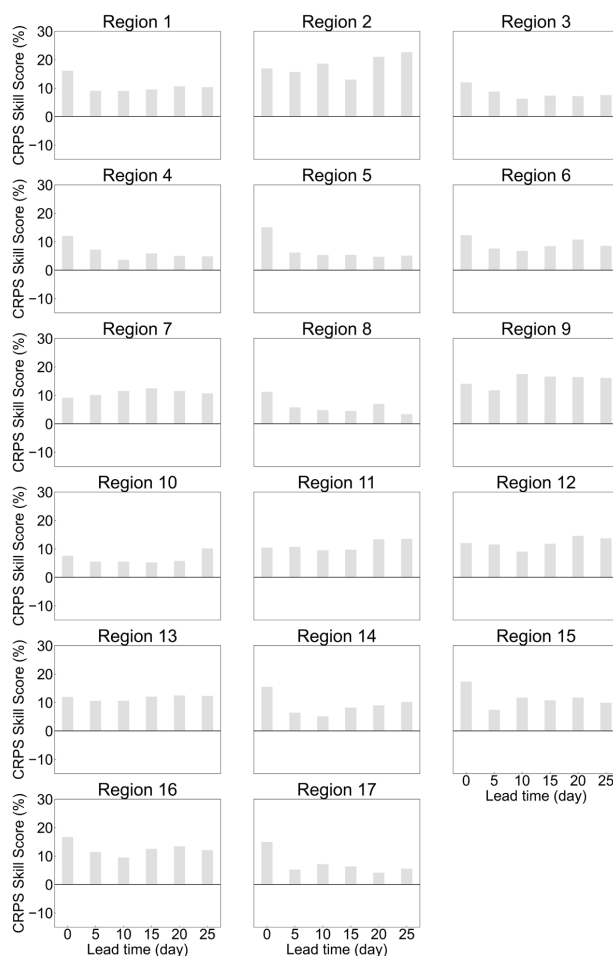 Region 1 Region 2 Region 3
CRPS Skill Score (%)
30
20
10
0
−10
Region 4 Region 5 Region 6
CRPS Skill Score (%)
30
20
10
0
−10
Region 7 Region 8 Region 9
CRPS Skill Score (%)
30
20
10
0
−10
Region 10 Region 11 Region 12
CRPS Skill Score (%)
30
20
10
0
−10
Region 13 Region 14 Region 15
CRPS Skill Score (%)
30
20
10
0
−10
0 5 10 15 20 25
Lead time (day)
Region 16 Region 17
CRPS Skill Score (%)
30
20
10
0
−10
0 5 10 15 20 25 0 5 10 15 20 25
Lead time (day) Lead time (day)